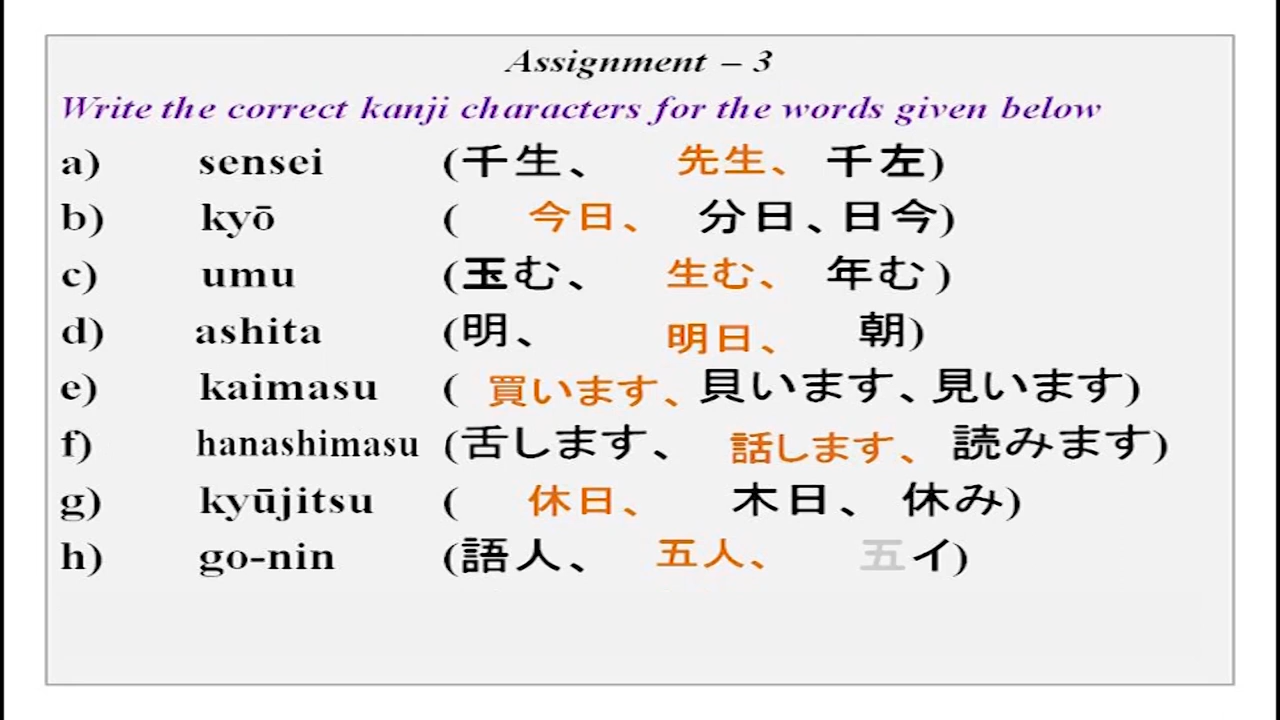 Assignment – 3
Write the correct kanji characters for the words given below
a) sensei (千生、 先生、 千左)
b) kyō ( 今日、 分日、日今)
c) umu (玉む、 生む、 年む )
d) ashita (明、 明日、 朝)
e) kaimasu ( 買います、貝います、見います)
f) hanashimasu (舌します、 話します、 読みます)
g) kyūjitsu ( 休日、 木日、 休み)
h) go-nin (語人、 五人、 五イ)